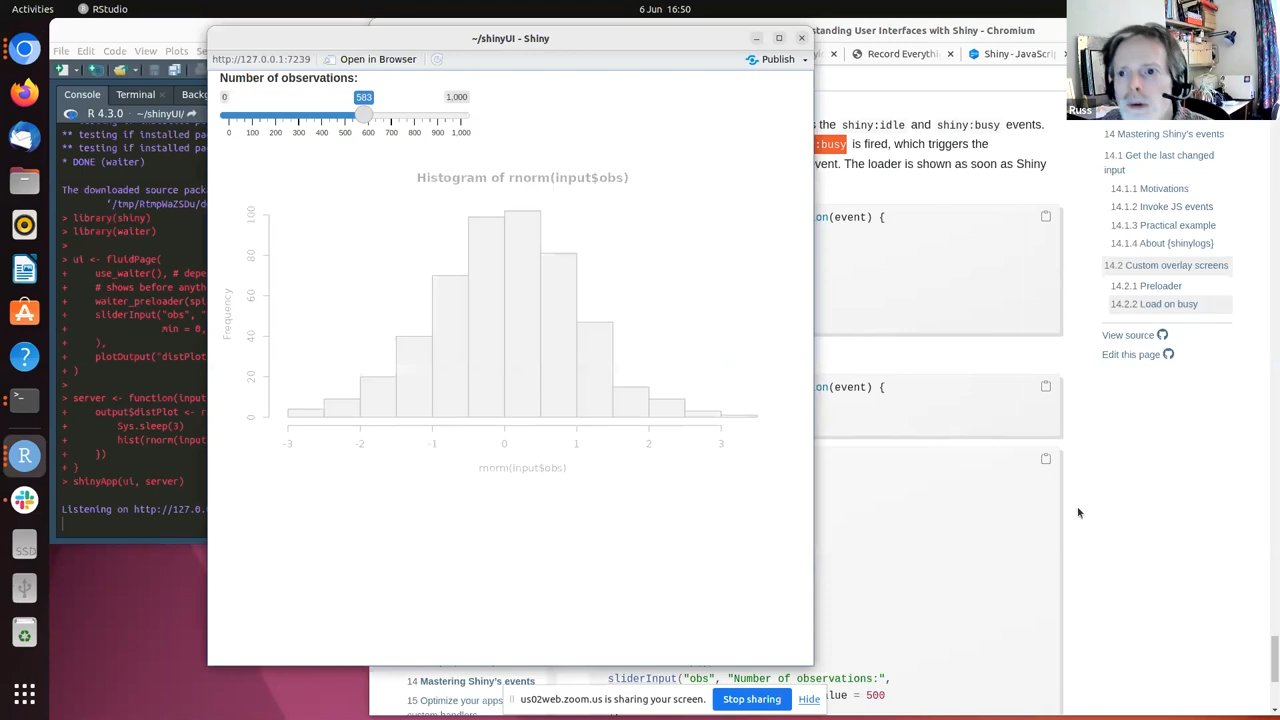 Activities
RStudio
6 Jun 16:50
standing User Interfaces with Shiny - Chromium
~/shinyUI - Shiny
File Edit Code View Plots
http://127.0.0.1:7239
Open in Browser
Publish
Record Everythi
Shiny - JavaScrip
Number of observations:
Console
Terminal
0
583
1,000
R 4.3.0 · ~/shinyUI/
0 100 200 300 400 500 600 700 800 900 1,000
** testing if installed pa
** testing if installed pa
* DONE (waiter)
The downloaded source pack
‘/tmp/RtmpWaZSDu/do
> library(shiny)
> library(waiter)
>
> ui <- fluidPage(
+ use_waiter(), # depe
+ # shows before anyth
+ waiter_preloader(spi
+ sliderInput("obs", "
+ min = 0,
+ ),
+ plotOutput("distPlot
+ )
>
> server <- function(input
+ output$distPlot <- r
+ Sys.sleep(3)
+ hist(rnorm(input
+ })
+ }
> shinyApp(ui, server)
Listening on http://127.0.
Histogram of rnorm(input$obs)
Frequency
100
80
60
40
20
0
-3 -2 -1 0 1 2 3
rnorm(input$obs)
s the shiny:idle and shiny:busy events.
:busy is fired, which triggers the
vent. The loader is shown as soon as Shiny
on(event) {
on(event) {
sliderInput("obs", "Number of observations:",
alue = 500
Russ
14 Mastering Shiny's events
14.1 Get the last changed
input
14.1.1 Motivations
14.1.2 Invoke JS events
14.1.3 Practical example
14.1.4 About {shinylogs}
14.2 Custom overlay screens
14.2.1 Preloader
14.2.2 Load on busy
View source
Edit this page
14 Mastering Shiny's events
15 Optimize your apps
custom handlers
us02web.zoom.us is sharing your screen.
Stop sharing
Hide
SSD